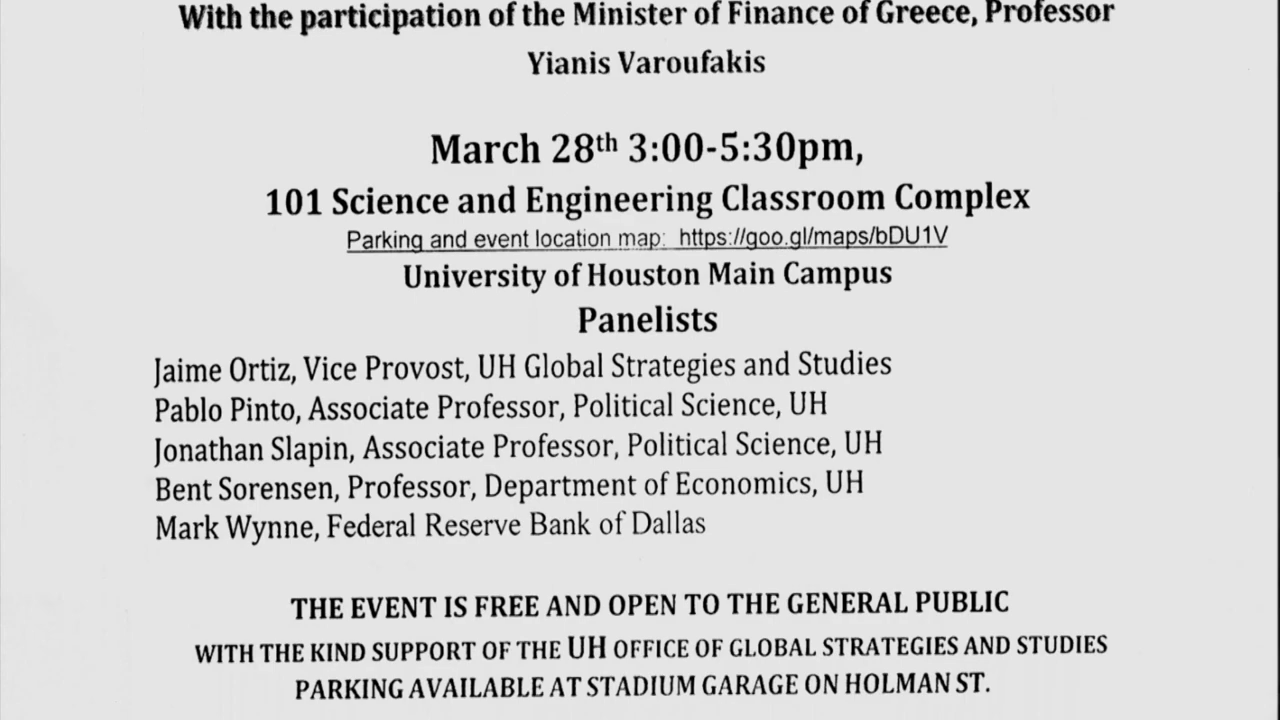 With the participation of the Minister of Finance of Greece, Professor
Yianis Varoufakis
March 28th 3:00-5:30pm,
101 Science and Engineering Classroom Complex
Parking and event location map: https://goo.gl/maps/bDU1V
University of Houston Main Campus
Panelists
Jaime Ortiz, Vice Provost, UH Global Strategies and Studies
Pablo Pinto, Associate Professor, Political Science, UH
Jonathan Slapin, Associate Professor, Political Science, UH
Bent Sorensen, Professor, Department of Economics, UH
Mark Wynne, Federal Reserve Bank of Dallas
THE EVENT IS FREE AND OPEN TO THE GENERAL PUBLIC
WITH THE KIND SUPPORT OF THE UH OFFICE OF GLOBAL STRATEGIES AND STUDIES
PARKING AVAILABLE AT STADIUM GARAGE ON HOLMAN ST.